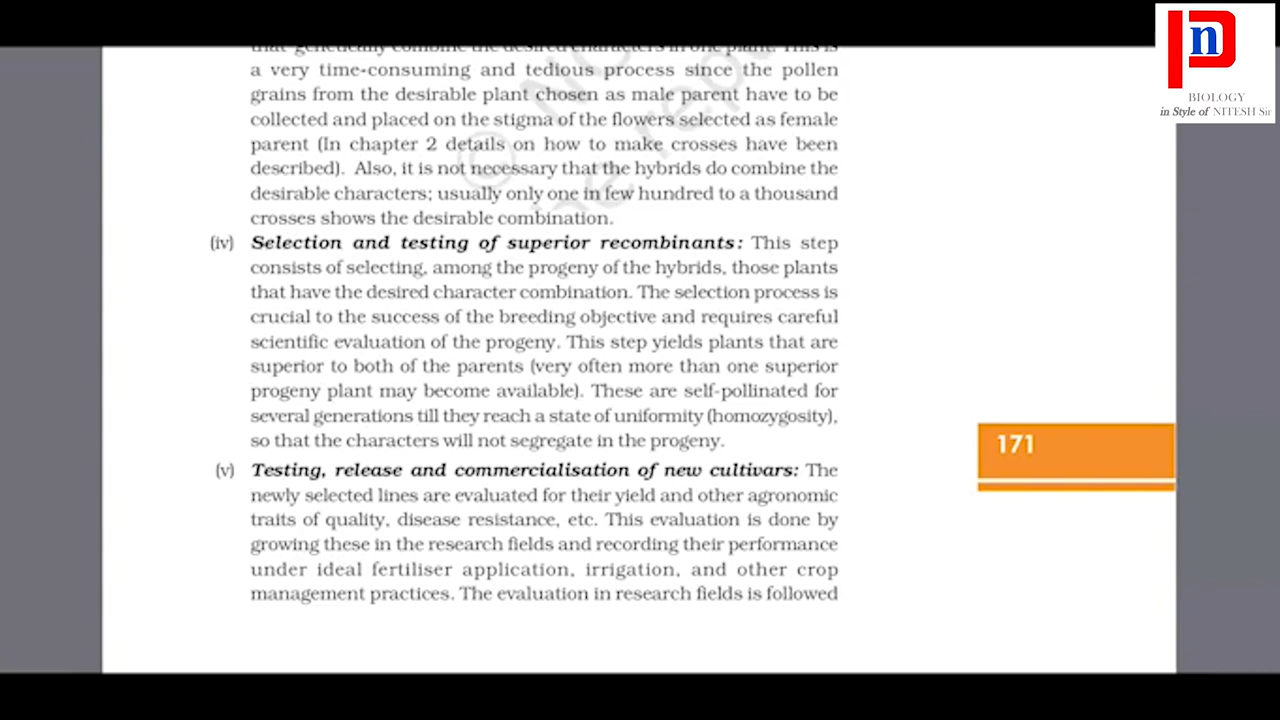 that genetically combine the desired characters in one plant. This is
a very time-consuming and tedious process since the pollen
grains from the desirable plant chosen as male parent have to be
collected and placed on the stigma of the flowers selected as female
parent (In chapter 2 details on how to make crosses have been
described). Also, it is not necessary that the hybrids do combine the
desirable characters; usually only one in few hundred to a thousand
crosses shows the desirable combination.
(iv) Selection and testing of superior recombinants: This step
consists of selecting, among the progeny of the hybrids, those plants
that have the desired character combination. The selection process is
crucial to the success of the breeding objective and requires careful
scientific evaluation of the progeny. This step yields plants that are
superior to both of the parents (very often more than one superior
progeny plant may become available). These are self-pollinated for
several generations till they reach a state of uniformity (homozygosity),
so that the characters will not segregate in the progeny.
(v) Testing, release and commercialisation of new cultivars: The
newly selected lines are evaluated for their yield and other agronomic
traits of quality, disease resistance, etc. This evaluation is done by
growing these in the research fields and recording their performance
under ideal fertiliser application, irrigation, and other crop
management practices. The evaluation in research fields is followed
171
n
BIOLOGY
in Style of NITESH Sir